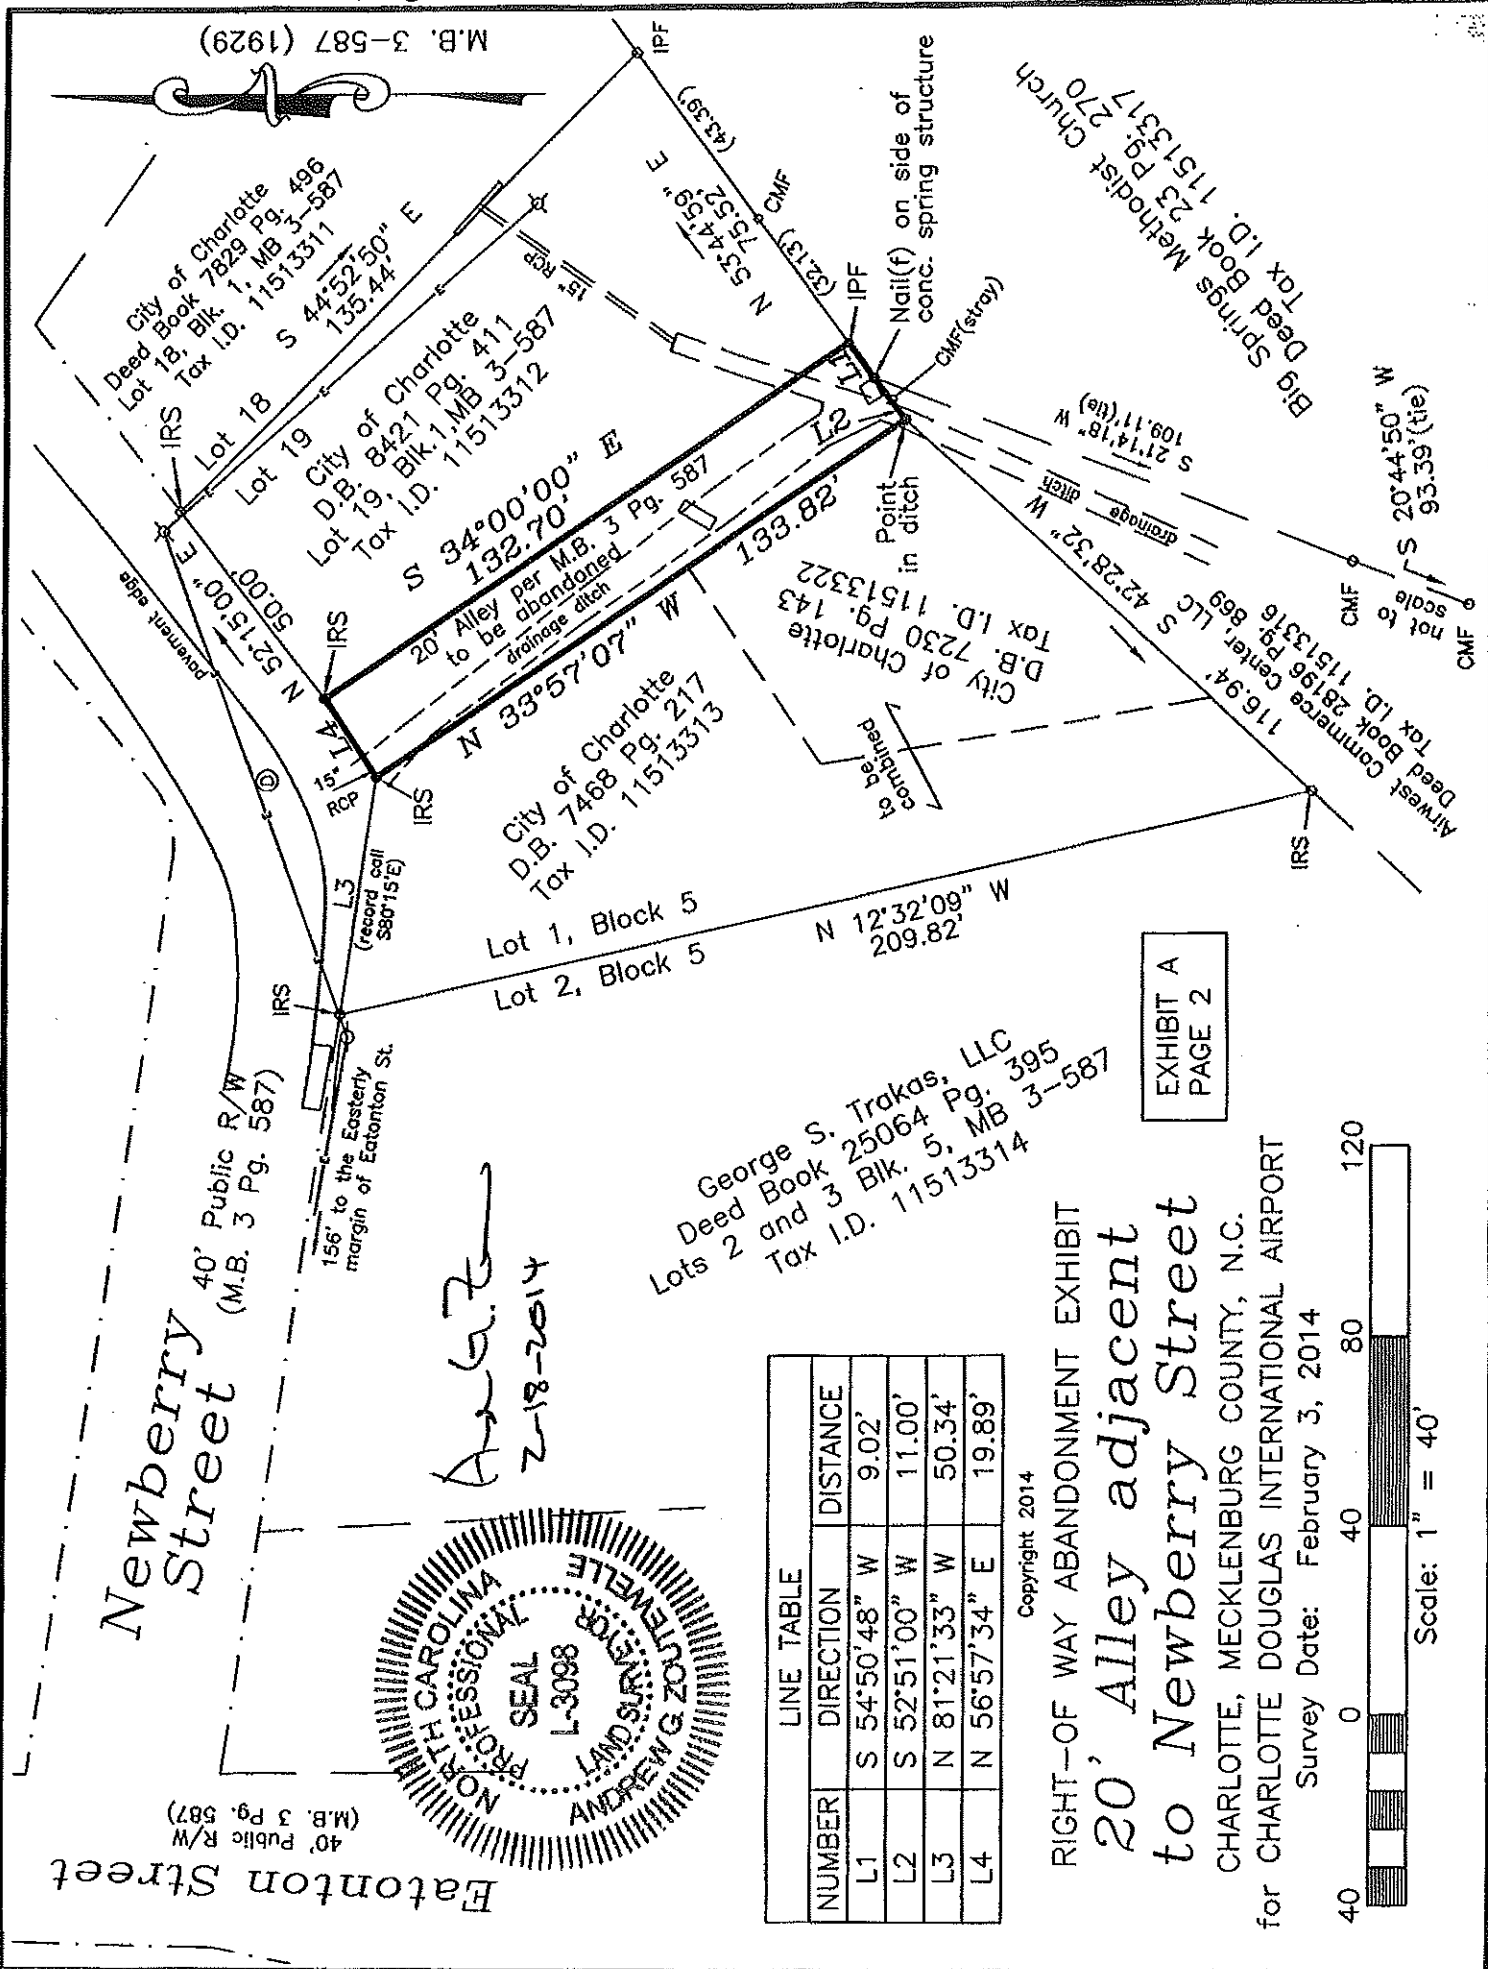 M.B. 3-587 (1929)
City of Charlotte
Deed Book 7829 Pg. 496
Lot 18, Blk. 1, MB 3-587
Tax I.D. 11513311
S 44°52'50" E
135.44'
IRS
Lot 18
Lot 19
City of Charlotte
D.B. 8421 Pg. 411
Lot 19, Blk.1,MB 3-587
Tax I.D. 11513312
15" RCP
IPF
(43.39')
N 53°44'59" E
75.52'
CMF
(32.13')
IPF
Nail(f) on side of
conc. spring structure
CMF(stray)
L1
L2
Big Springs Methodist Church
Deed Book 23 Pg. 270
Tax I.D. 11513317
N 52°15'00" E
50.00'
pavement edge
IRS
S 34°00'00" E
132.70'
20' Alley per M.B. 3 Pg. 587
to be abandoned
drainage ditch
N 33°57'07" W
133.82'
Point
in ditch
L4
15"
RCP
IRS
L3
(record call
S80°15'E)
City of Charlotte
D.B. 7468 Pg. 217
Tax I.D. 11513313
City of Charlotte
D.B. 7230 Pg. 143
Tax I.D. 11513322
to be
combined
S 21°14'18" W
109.11'(tie)
drainage
ditch
S 42°28'32" W
116.94'
Airwest Commerce Center, LLC
Deed Book 28196 Pg. 869
Tax I.D. 11513316
CMF
S 20°44'50" W
93.39'(tie)
not to
scale
CMF
IRS
D
IRS
Lot 1, Block 5
Lot 2, Block 5
N 12°32'09" W
209.82'
Newberry
Street
40' Public R/W
(M.B. 3 Pg. 587)
156' to the Easterly
margin of Eatonton St.
George S. Trakas, LLC
Deed Book 25064 Pg. 395
Lots 2 and 3 Blk. 5, MB 3-587
Tax I.D. 11513314
EXHIBIT A
PAGE 2
Eatonton Street
40' Public R/W
(M.B. 3 Pg. 587)
NORTH CAROLINA
PROFESSIONAL
SEAL
L-3098
LAND SURVEYOR
ANDREW G. ZOUTEWELLE
2-18-2014
LINE TABLE
NUMBER DIRECTION DISTANCE
L1 S 54°50'48" W 9.02'
L2 S 52°51'00" W 11.00'
L3 N 81°21'33" W 50.34'
L4 N 56°57'34" E 19.89'
Copyright 2014
RIGHT-OF WAY ABANDONMENT EXHIBIT
20' Alley adjacent
to Newberry Street
CHARLOTTE, MECKLENBURG COUNTY, N.C.
for CHARLOTTE DOUGLAS INTERNATIONAL AIRPORT
Survey Date: February 3, 2014
40 0 40 80 120
Scale: 1" = 40'